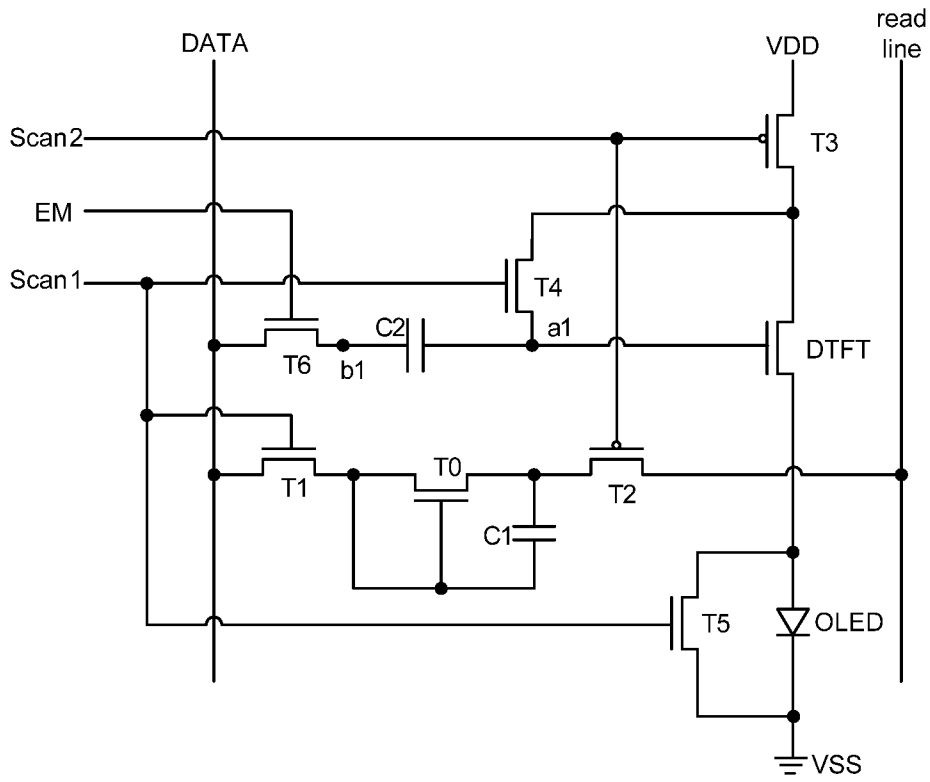 read
line
DATA
VDD
Scan2
T3
EM
Scan1
T4
C2
a1
T6
b1
DTFT
T0
T1
T2
C1
T5
OLED
VSS